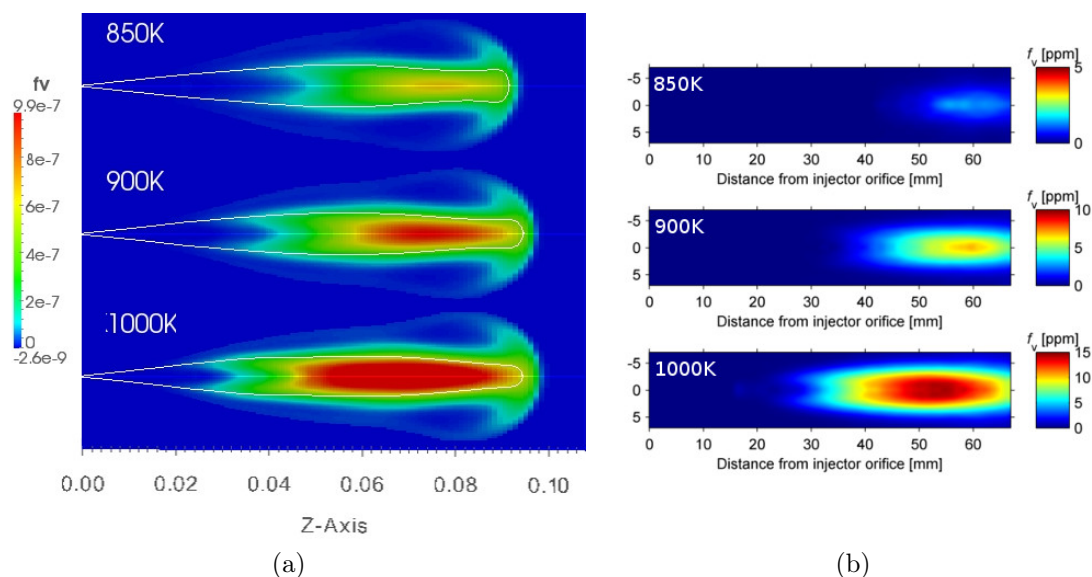 850K
fv
9.9e-7
8e-7
6e-7
4e-7
2e-7
0
-2.6e-9
900K
1000K
0.00 0.02 0.04 0.06 0.08 0.10
Z-Axis
(a)
850K
fv [ppm]
-5
0
5
0 10 20 30 40 50 60
Distance from injector orifice [mm]
5
0
900K
fv [ppm]
-5
0
5
0 10 20 30 40 50 60
Distance from injector orifice [mm]
10
5
0
1000K
fv [ppm]
-5
0
5
0 10 20 30 40 50 60
Distance from injector orifice [mm]
15
10
5
0
(b)